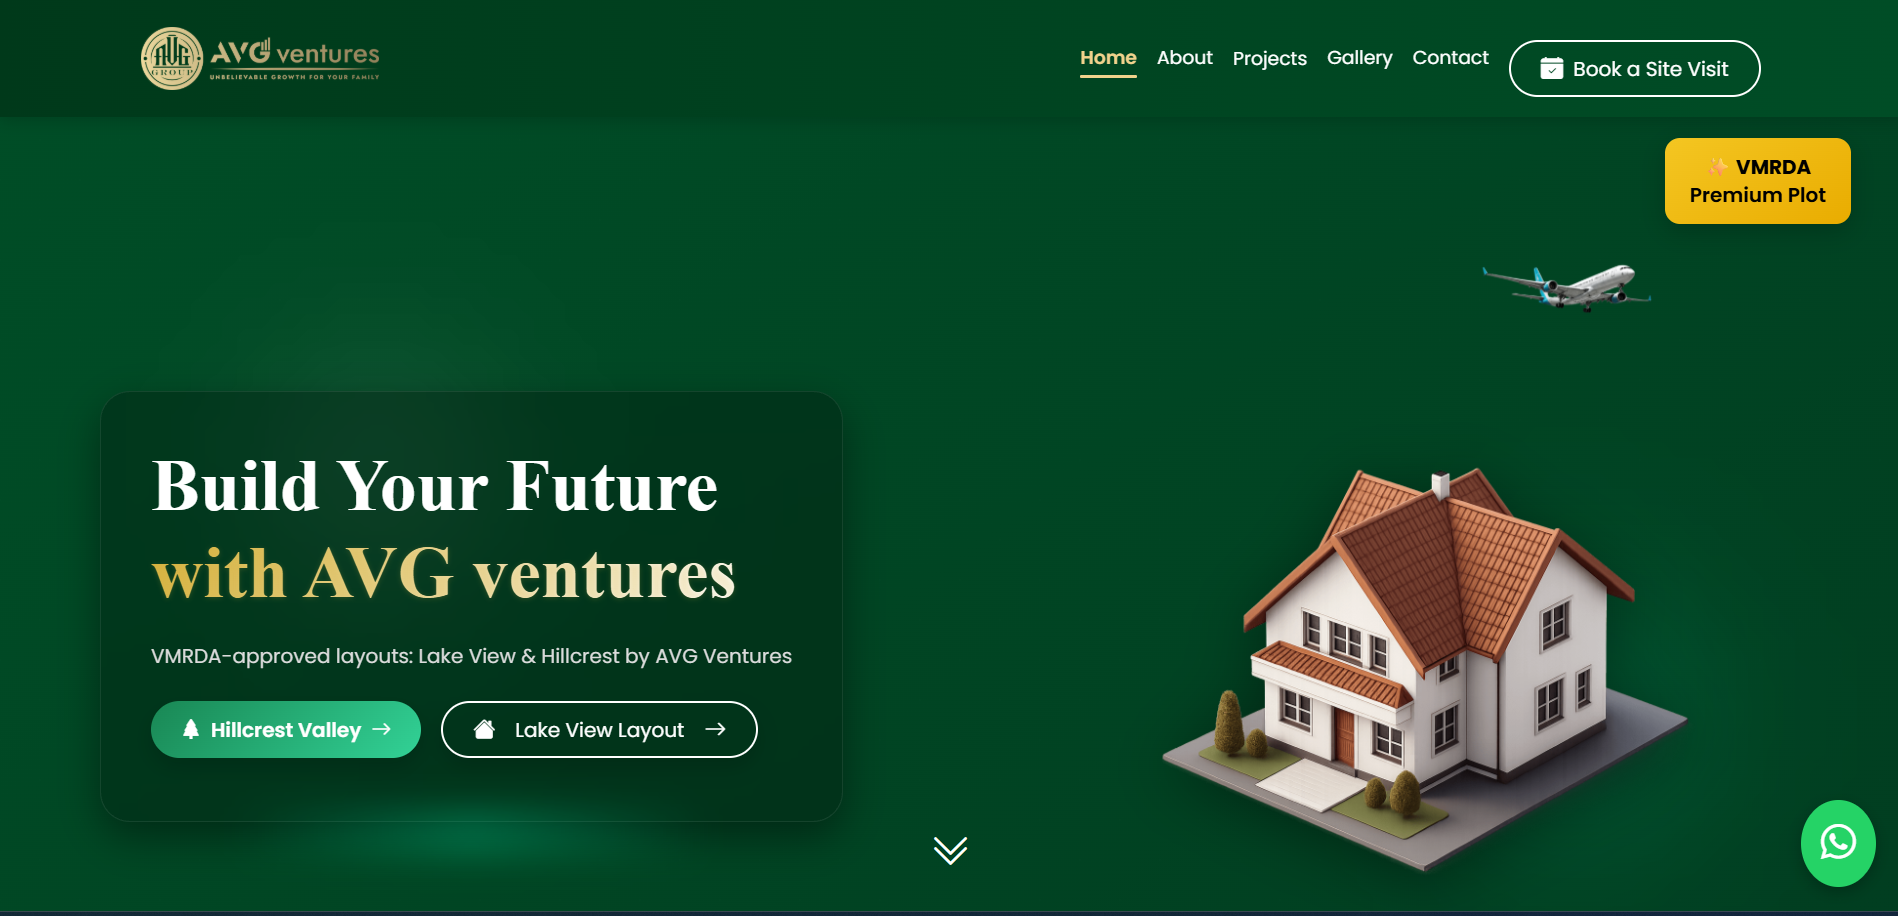 AVG GROUP
AVG ventures
UNBELIEVABLE GROWTH FOR YOUR FAMILY
Home
About
Projects
Gallery
Contact
Book a Site Visit
✨ VMRDA
Premium Plot
Build Your Future
with AVG ventures
VMRDA-approved layouts: Lake View & Hillcrest by AVG Ventures
Hillcrest Valley →
Lake View Layout →